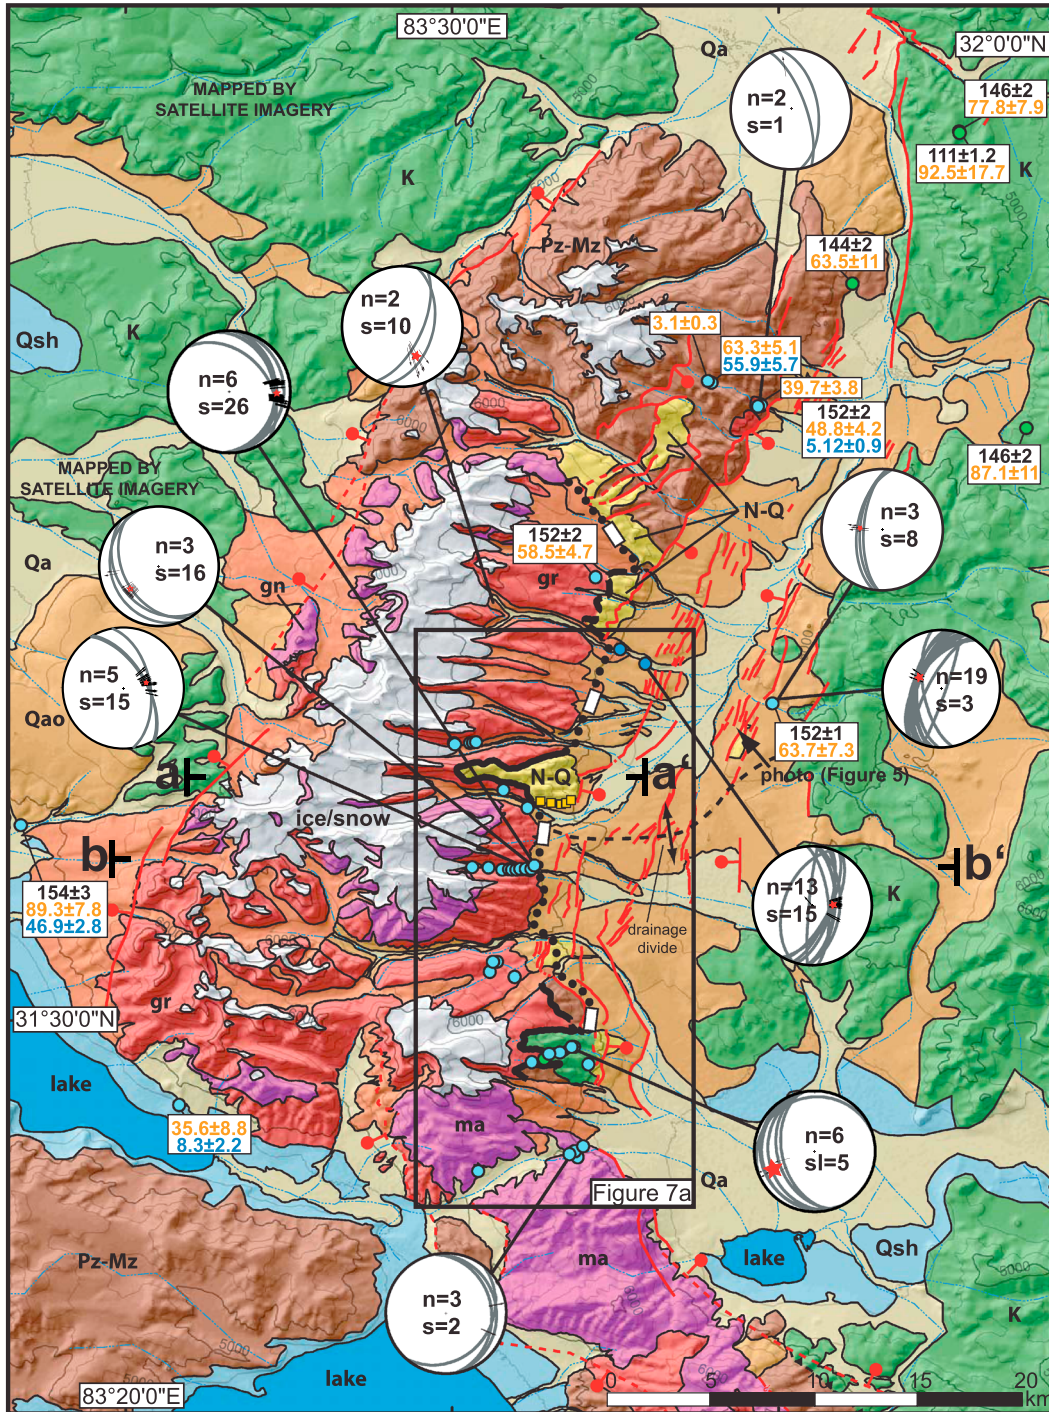 83°30'0"E
32°0'0"N
Qa
MAPPED BY
SATELLITE IMAGERY
n=2
s=1
146±2
77.8±7.9
111±1.2
92.5±17.7
K
K
5000
5000
Pz-Mz
144±2
63.5±11
n=2
s=10
Qsh
K
3.1±0.3
63.3±5.1
55.9±5.7
39.7±3.8
n=6
s=26
6000
152±2
48.8±4.2
5.12±0.9
146±2
87.1±11
MAPPED BY
SATELLITE IMAGERY
N-Q
n=3
s=8
152±2
58.5±4.7
n=3
s=16
Qa
gn
gr
n=5
s=15
n=19
s=3
Qao
152±1
63.7±7.3
photo (Figure 5)
a
N-Q
a'
ice/snow
b
b'
154±3
89.3±7.8
46.9±2.8
n=13
s=15
K
6000
drainage
divide
6000
gr
31°30'0"N
6000
lake
35.6±8.8
8.3±2.2
ma
n=6
sl=5
Figure 7a
Qa
Pz-Mz
ma
lake
Qsh
6000
n=3
s=2
K
5000
lake
6000
83°20'0"E
0
5
10
15
20
km